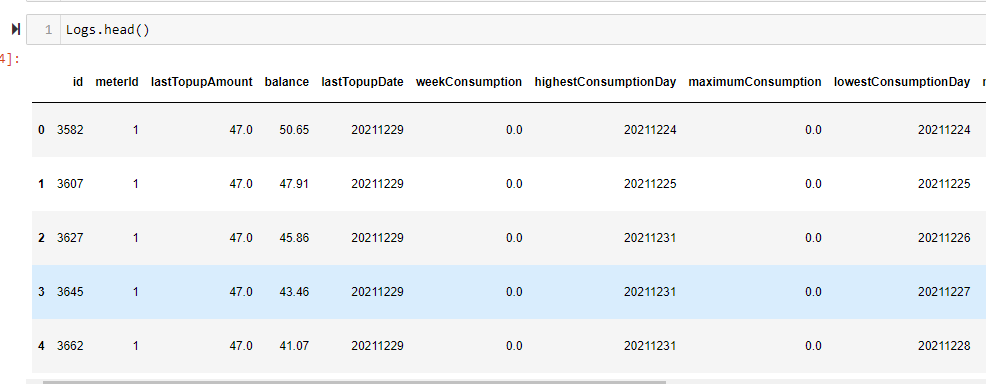 1 Logs.head()
4]:
id meterId lastTopupAmount balance lastTopupDate weekConsumption highestConsumptionDay maximumConsumption lowestConsumptionDay
0 3582 1 47.0 50.65 20211229 0.0 20211224 0.0 20211224
1 3607 1 47.0 47.91 20211229 0.0 20211225 0.0 20211225
2 3627 1 47.0 45.86 20211229 0.0 20211231 0.0 20211226
3 3645 1 47.0 43.46 20211229 0.0 20211231 0.0 20211227
4 3662 1 47.0 41.07 20211229 0.0 20211231 0.0 20211228